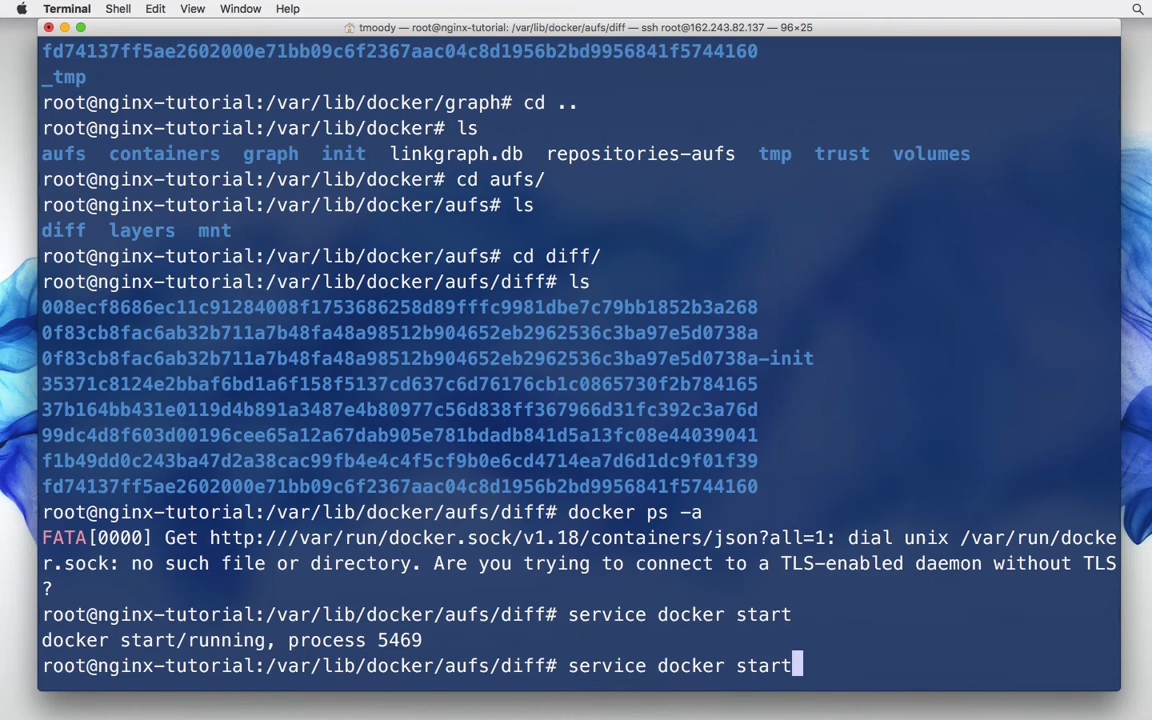 Terminal Shell Edit View Window Help
tmoody — root@nginx-tutorial: /var/lib/docker/aufs/diff — ssh root@162.243.82.137 — 96×25
fd74137ff5ae2602000e71bb09c6f2367aac04c8d1956b2bd9956841f5744160
_tmp
root@nginx-tutorial:/var/lib/docker/graph# cd ..
root@nginx-tutorial:/var/lib/docker# ls
aufs containers graph init linkgraph.db repositories-aufs tmp trust volumes
root@nginx-tutorial:/var/lib/docker# cd aufs/
root@nginx-tutorial:/var/lib/docker/aufs# ls
diff layers mnt
root@nginx-tutorial:/var/lib/docker/aufs# cd diff/
root@nginx-tutorial:/var/lib/docker/aufs/diff# ls
008ecf8686ec11c91284008f1753686258d89fffc9981dbe7c79bb1852b3a268
0f83cb8fac6ab32b711a7b48fa48a98512b904652eb2962536c3ba97e5d0738a
0f83cb8fac6ab32b711a7b48fa48a98512b904652eb2962536c3ba97e5d0738a-init
35371c8124e2bbaf6bd1a6f158f5137cd637c6d76176cb1c0865730f2b784165
37b164bb431e0119d4b891a3487e4b80977c56d838ff367966d31fc392c3a76d
99dc4d8f603d00196cee65a12a67dab905e781bdadb841d5a13fc08e44039041
f1b49dd0c243ba47d2a38cac99fb4e4c4f5cf9b0e6cd4714ea7d6d1dc9f01f39
fd74137ff5ae2602000e71bb09c6f2367aac04c8d1956b2bd9956841f5744160
root@nginx-tutorial:/var/lib/docker/aufs/diff# docker ps -a
FATA[0000] Get http:///var/run/docker.sock/v1.18/containers/json?all=1: dial unix /var/run/docke
r.sock: no such file or directory. Are you trying to connect to a TLS-enabled daemon without TLS
?
root@nginx-tutorial:/var/lib/docker/aufs/diff# service docker start
docker start/running, process 5469
root@nginx-tutorial:/var/lib/docker/aufs/diff# service docker start